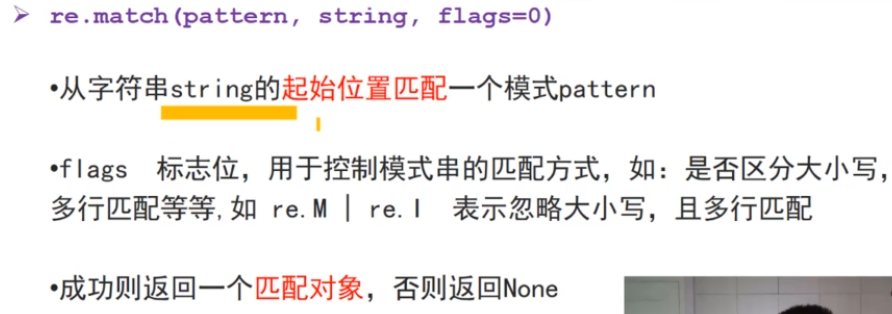 ➢ re.match(pattern, string, flags=0)
•从字符串string的起始位置匹配一个模式pattern
•flags 标志位，用于控制模式串的匹配方式，如：是否区分大小写，
多行匹配等等,如 re.M | re.I 表示忽略大小写，且多行匹配
•成功则返回一个匹配对象，否则返回None